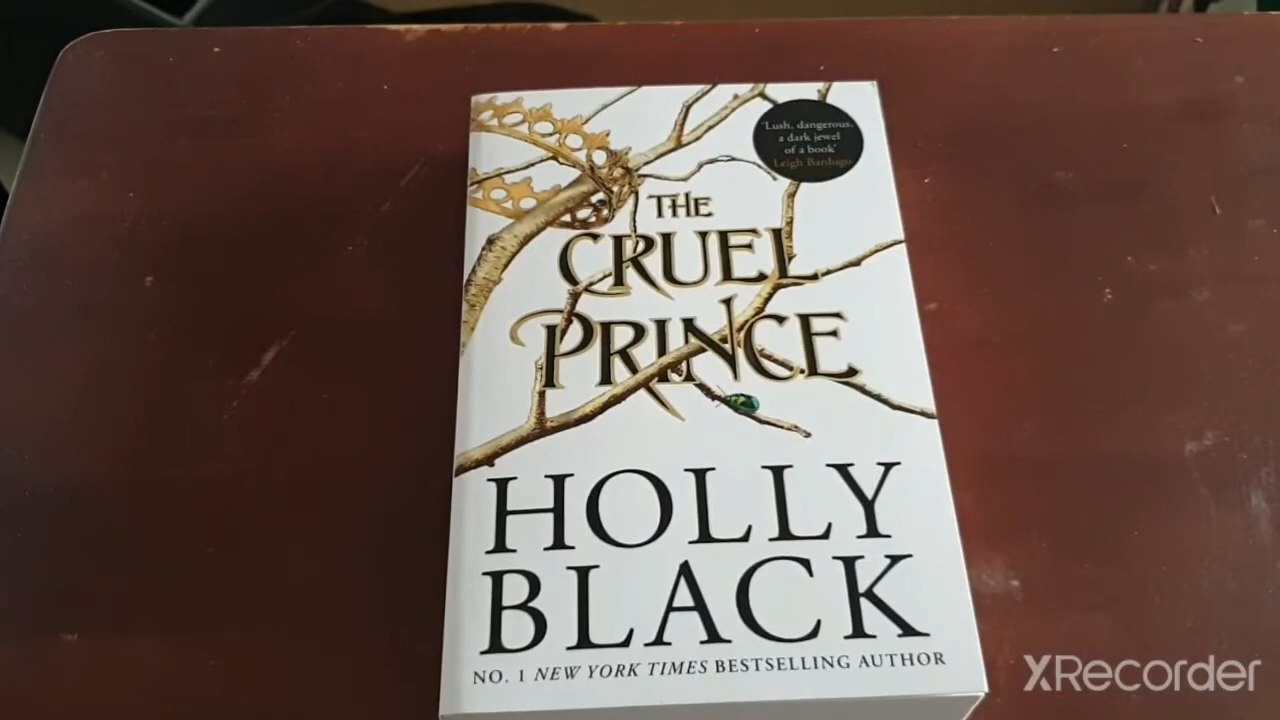 'Lush, dangerous,
a dark jewel
of a book'
Leigh Bardugo
THE
CRUEL
PRINCE
HOLLY
BLACK
NO. 1 NEW YORK TIMES BESTSELLING AUTHOR
XRecorder